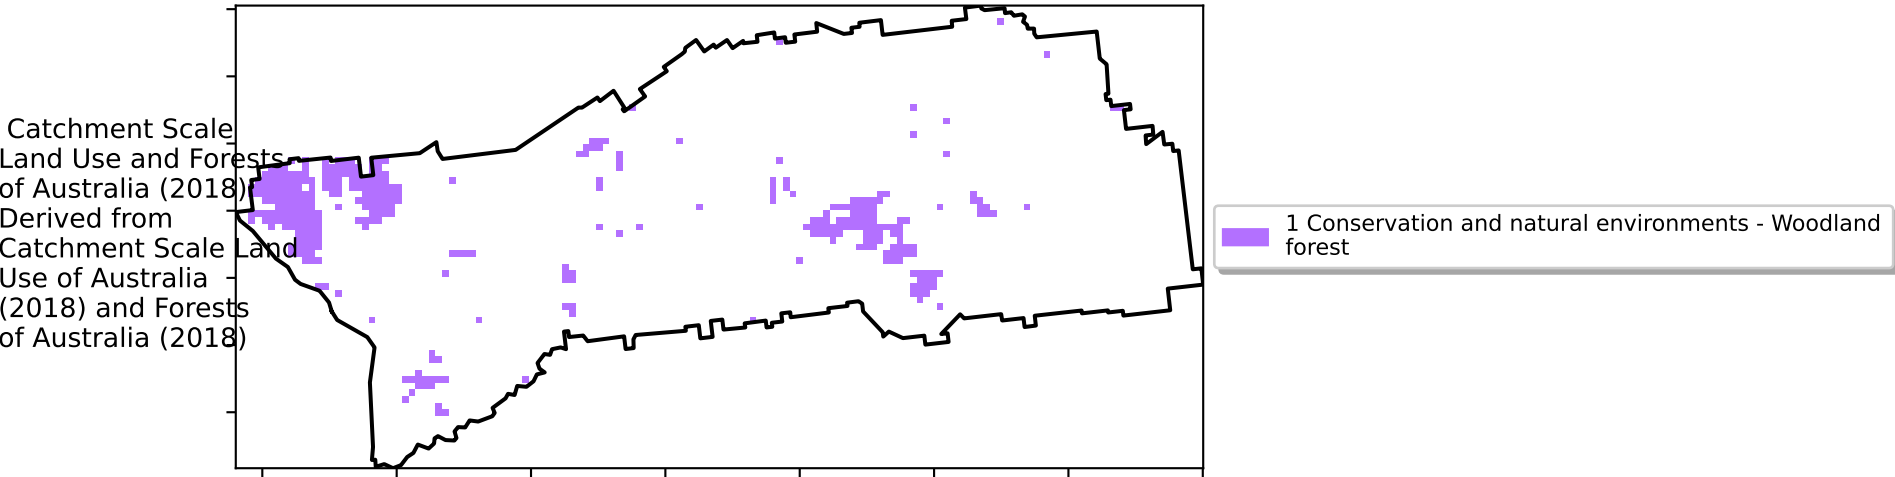 Catchment Scale
Land Use and Forests
of Australia (2018)
Derived from
Catchment Scale Land
Use of Australia
(2018) and Forests
of Australia (2018)
1 Conservation and natural environments - Woodland
forest